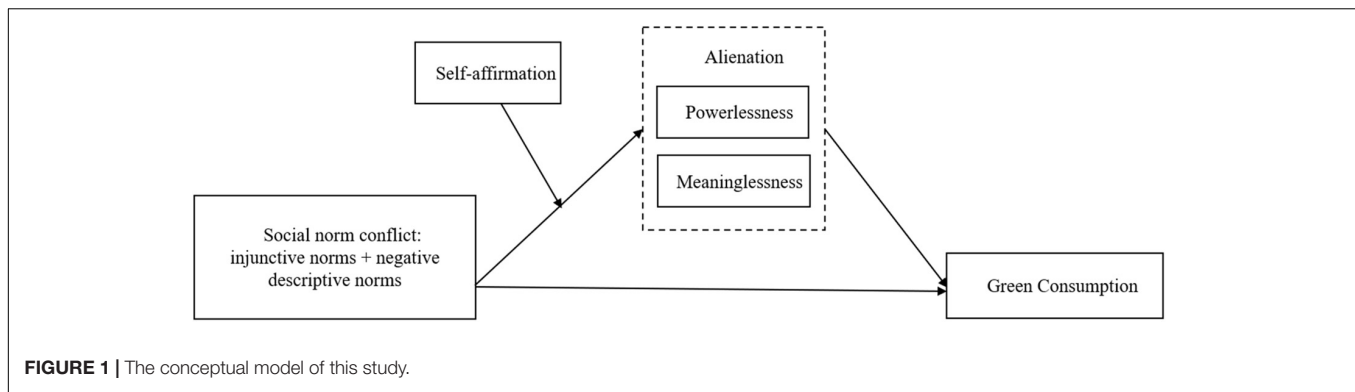 Self-affirmation
Alienation
Powerlessness
Meaninglessness
Social norm conflict:
injunctive norms + negative
descriptive norms
Green Consumption
FIGURE 1 | The conceptual model of this study.